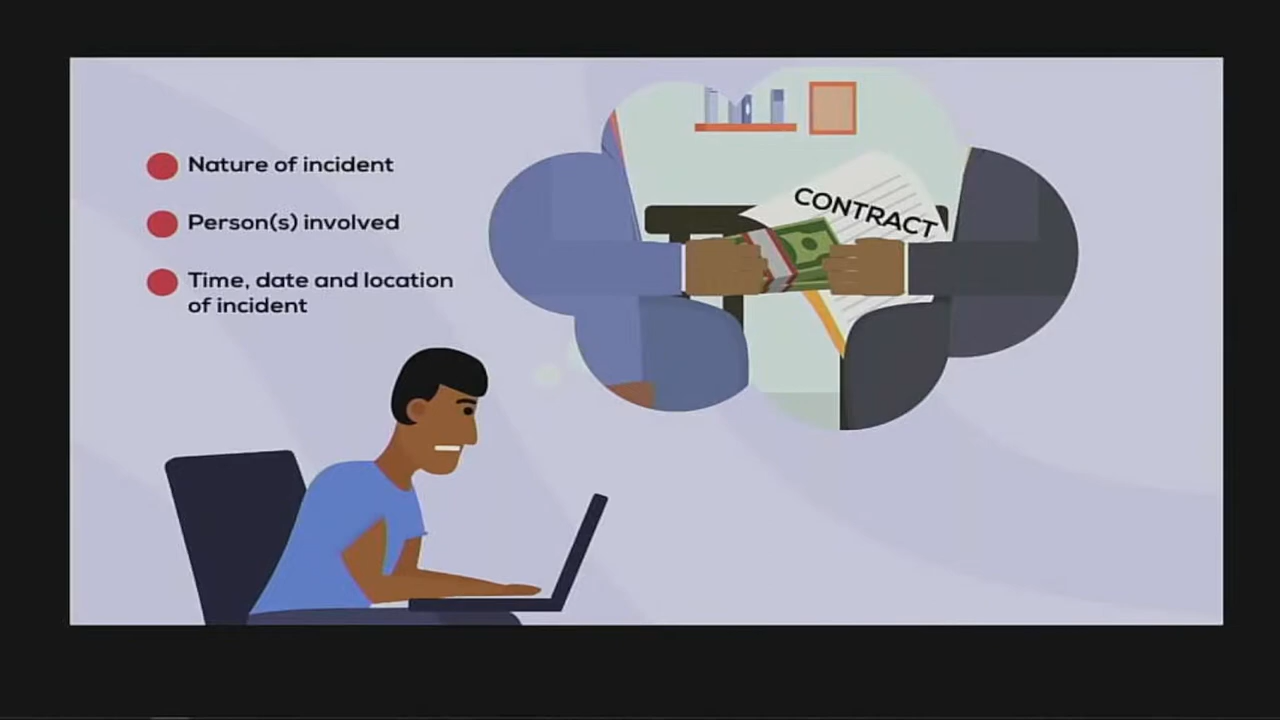 Nature of incident
Person(s) involved
Time, date and location
of incident
CONTRACT